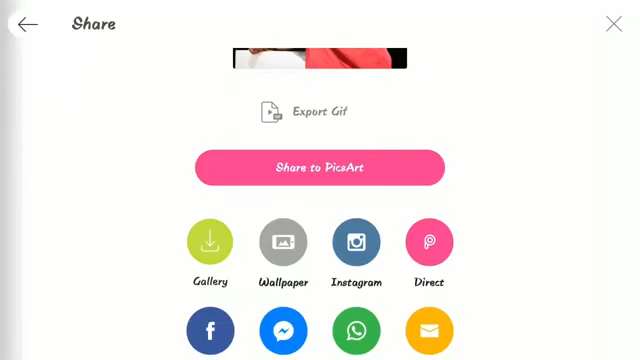 Share
Export Gif
Share to PicsArt
Gallery
Wallpaper
Instagram
Direct